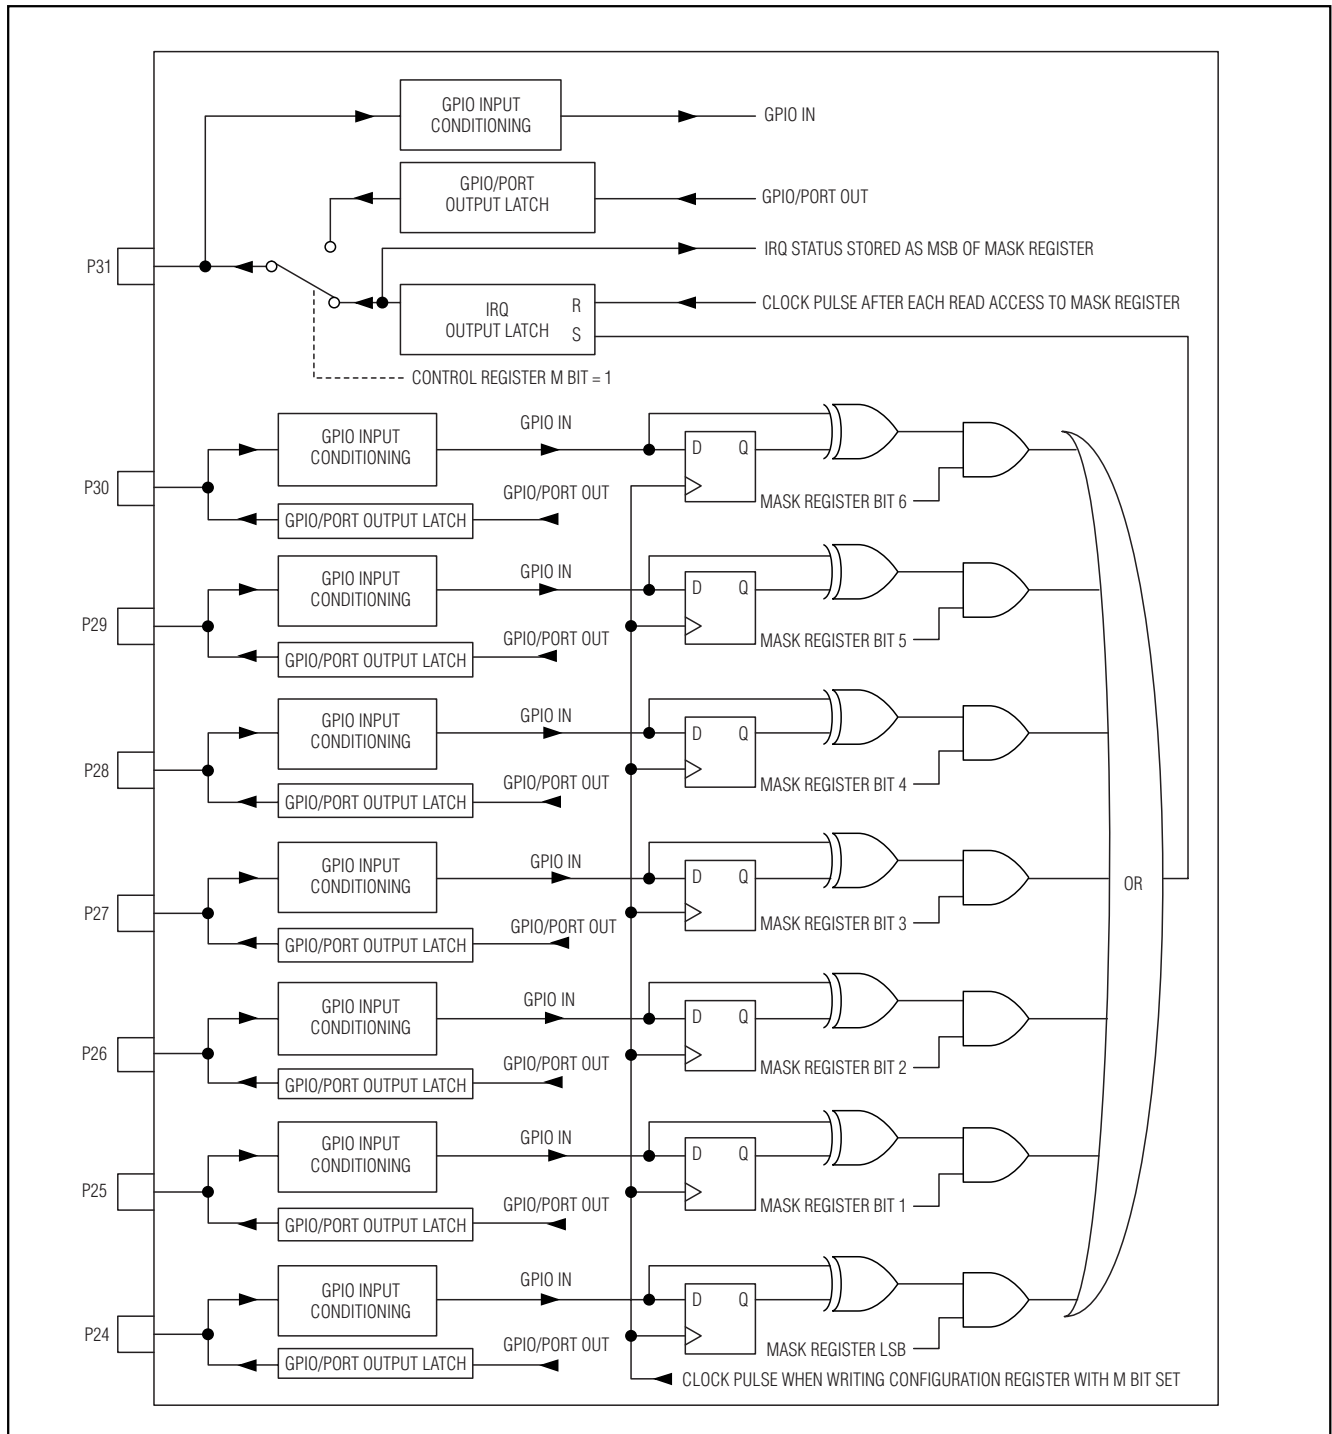 GPIO INPUT
CONDITIONING
GPIO IN
GPIO/PORT
OUTPUT LATCH
GPIO/PORT OUT
IRQ STATUS STORED AS MSB OF MASK REGISTER
P31
IRQ
OUTPUT LATCH
R
S
CLOCK PULSE AFTER EACH READ ACCESS TO MASK REGISTER
CONTROL REGISTER M BIT = 1
GPIO INPUT
CONDITIONING
GPIO IN
D
Q
P30
GPIO/PORT OUT
MASK REGISTER BIT 6
GPIO/PORT OUTPUT LATCH
GPIO INPUT
CONDITIONING
GPIO IN
D
Q
P29
GPIO/PORT OUT
MASK REGISTER BIT 5
GPIO/PORT OUTPUT LATCH
GPIO INPUT
CONDITIONING
GPIO IN
D
Q
P28
GPIO/PORT OUT
MASK REGISTER BIT 4
GPIO/PORT OUTPUT LATCH
GPIO INPUT
CONDITIONING
GPIO IN
D
Q
OR
P27
GPIO/PORT OUT
MASK REGISTER BIT 3
GPIO/PORT OUTPUT LATCH
GPIO INPUT
CONDITIONING
GPIO IN
D
Q
P26
GPIO/PORT OUT
MASK REGISTER BIT 2
GPIO/PORT OUTPUT LATCH
GPIO INPUT
CONDITIONING
GPIO IN
D
Q
P25
GPIO/PORT OUT
MASK REGISTER BIT 1
GPIO/PORT OUTPUT LATCH
GPIO INPUT
CONDITIONING
GPIO IN
D
Q
P24
GPIO/PORT OUT
MASK REGISTER LSB
GPIO/PORT OUTPUT LATCH
CLOCK PULSE WHEN WRITING CONFIGURATION REGISTER WITH M BIT SET